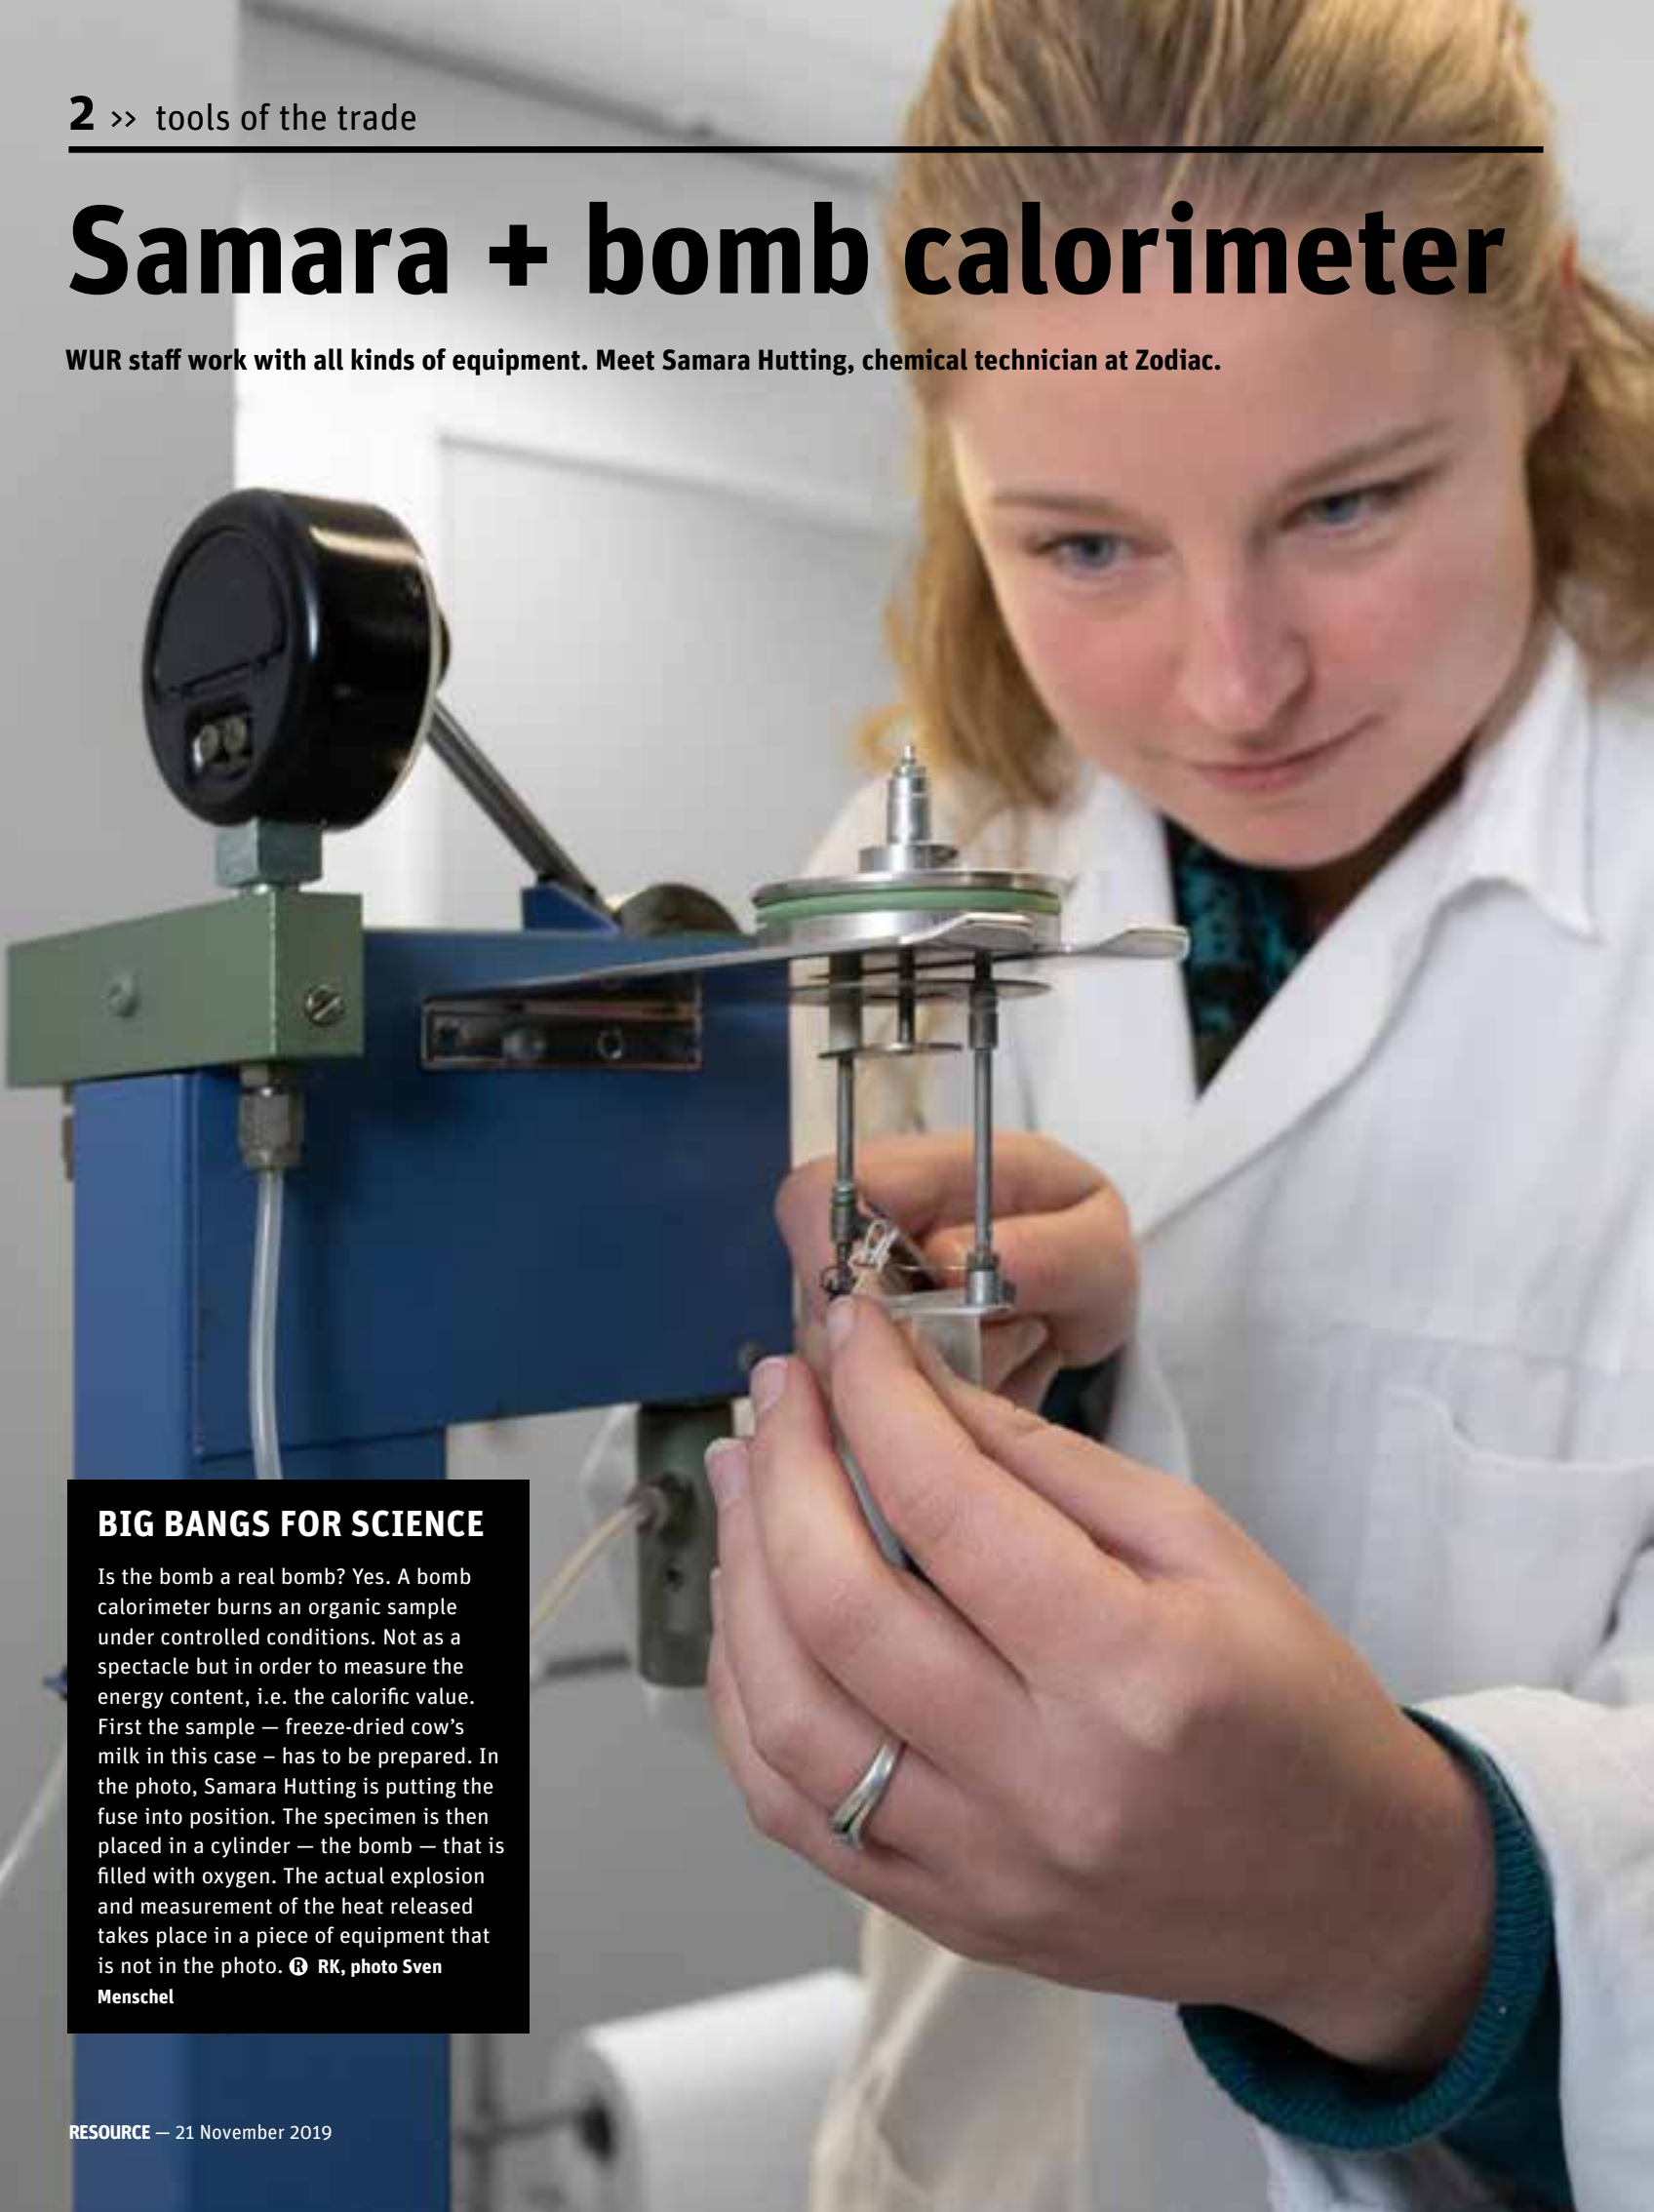 2 >> tools of the trade
Samara + bomb calorimeter
WUR staff work with all kinds of equipment. Meet Samara Hutting, chemical technician at Zodiac.
BIG BANGS FOR SCIENCE
Is the bomb a real bomb? Yes. A bomb
calorimeter burns an organic sample
under controlled conditions. Not as a
spectacle but in order to measure the
energy content, i.e. the calorific value.
First the sample — freeze-dried cow’s
milk in this case – has to be prepared. In
the photo, Samara Hutting is putting the
fuse into position. The specimen is then
placed in a cylinder — the bomb — that is
filled with oxygen. The actual explosion
and measurement of the heat released
takes place in a piece of equipment that
is not in the photo. Ⓡ RK, photo Sven
Menschel
RESOURCE — 21 November 2019